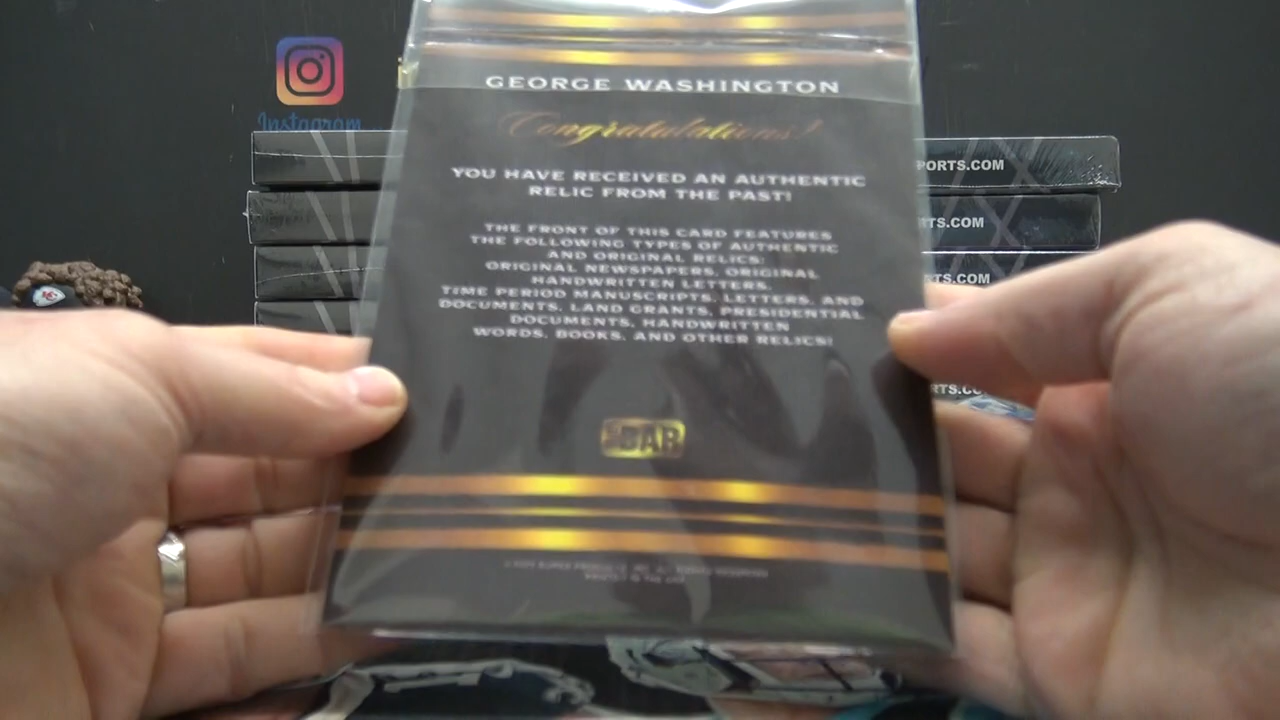 Instagram
GEORGE WASHINGTON
Congratulations!
YOU HAVE RECEIVED AN AUTHENTIC
RELIC FROM THE PAST!
THE FRONT OF THIS CARD FEATURES
THE FOLLOWING TYPES OF AUTHENTIC
AND ORIGINAL RELICS:
ORIGINAL NEWSPAPERS, ORIGINAL
HANDWRITTEN LETTERS,
TIME PERIOD MANUSCRIPTS, LETTERS, AND
DOCUMENTS, LAND GRANTS, PRESIDENTIAL
DOCUMENTS, HANDWRITTEN
WORDS, BOOKS, AND OTHER RELICS!
BAR
PORTS.COM
RTS.COM
RTS.COM
RTS.CO